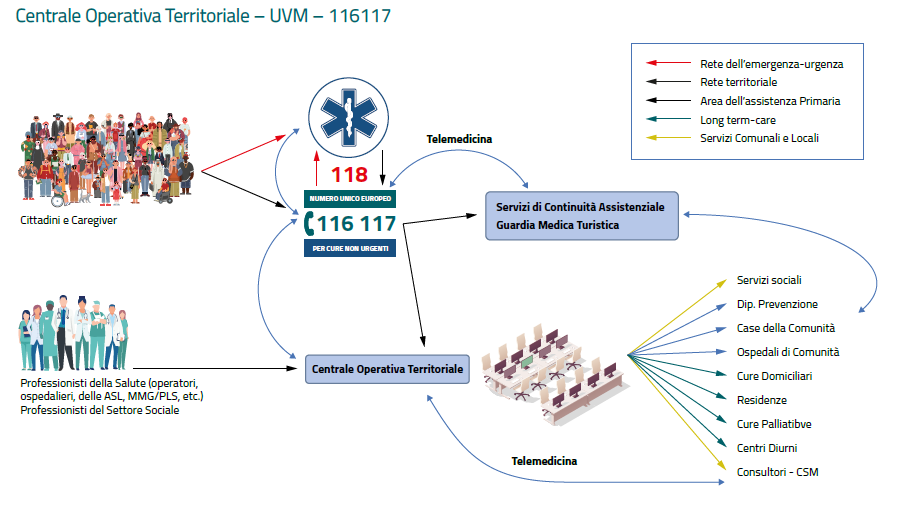 Centrale Operativa Territoriale – UVM – 116117
Rete dell'emergenza-urgenza
Rete territoriale
Area dell'assistenza Primaria
Long term-care
Servizi Comunali e Locali
Cittadini e Caregiver
118
NUMERO UNICO EUROPEO
116 117
PER CURE NON URGENTI
Telemedicina
Servizi di Continuità Assistenziale
Guardia Medica Turistica
Professionisti della Salute (operatori,
ospedalieri, delle ASL, MMG/PLS, etc.)
Professionisti del Settore Sociale
Centrale Operativa Territoriale
Servizi sociali
Dip. Prevenzione
Case della Comunità
Ospedali di Comunità
Cure Domiciliari
Residenze
Cure Palliatibve
Centri Diurni
Consultori - CSM
Telemedicina